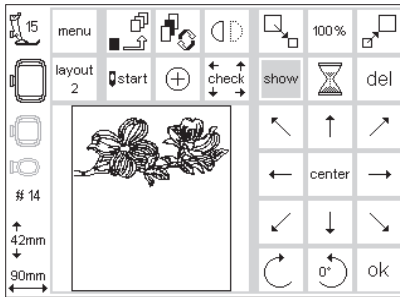 15
menu
100%
layout
2
start
check
show
del
center
# 14
42mm
90mm
0°
ok